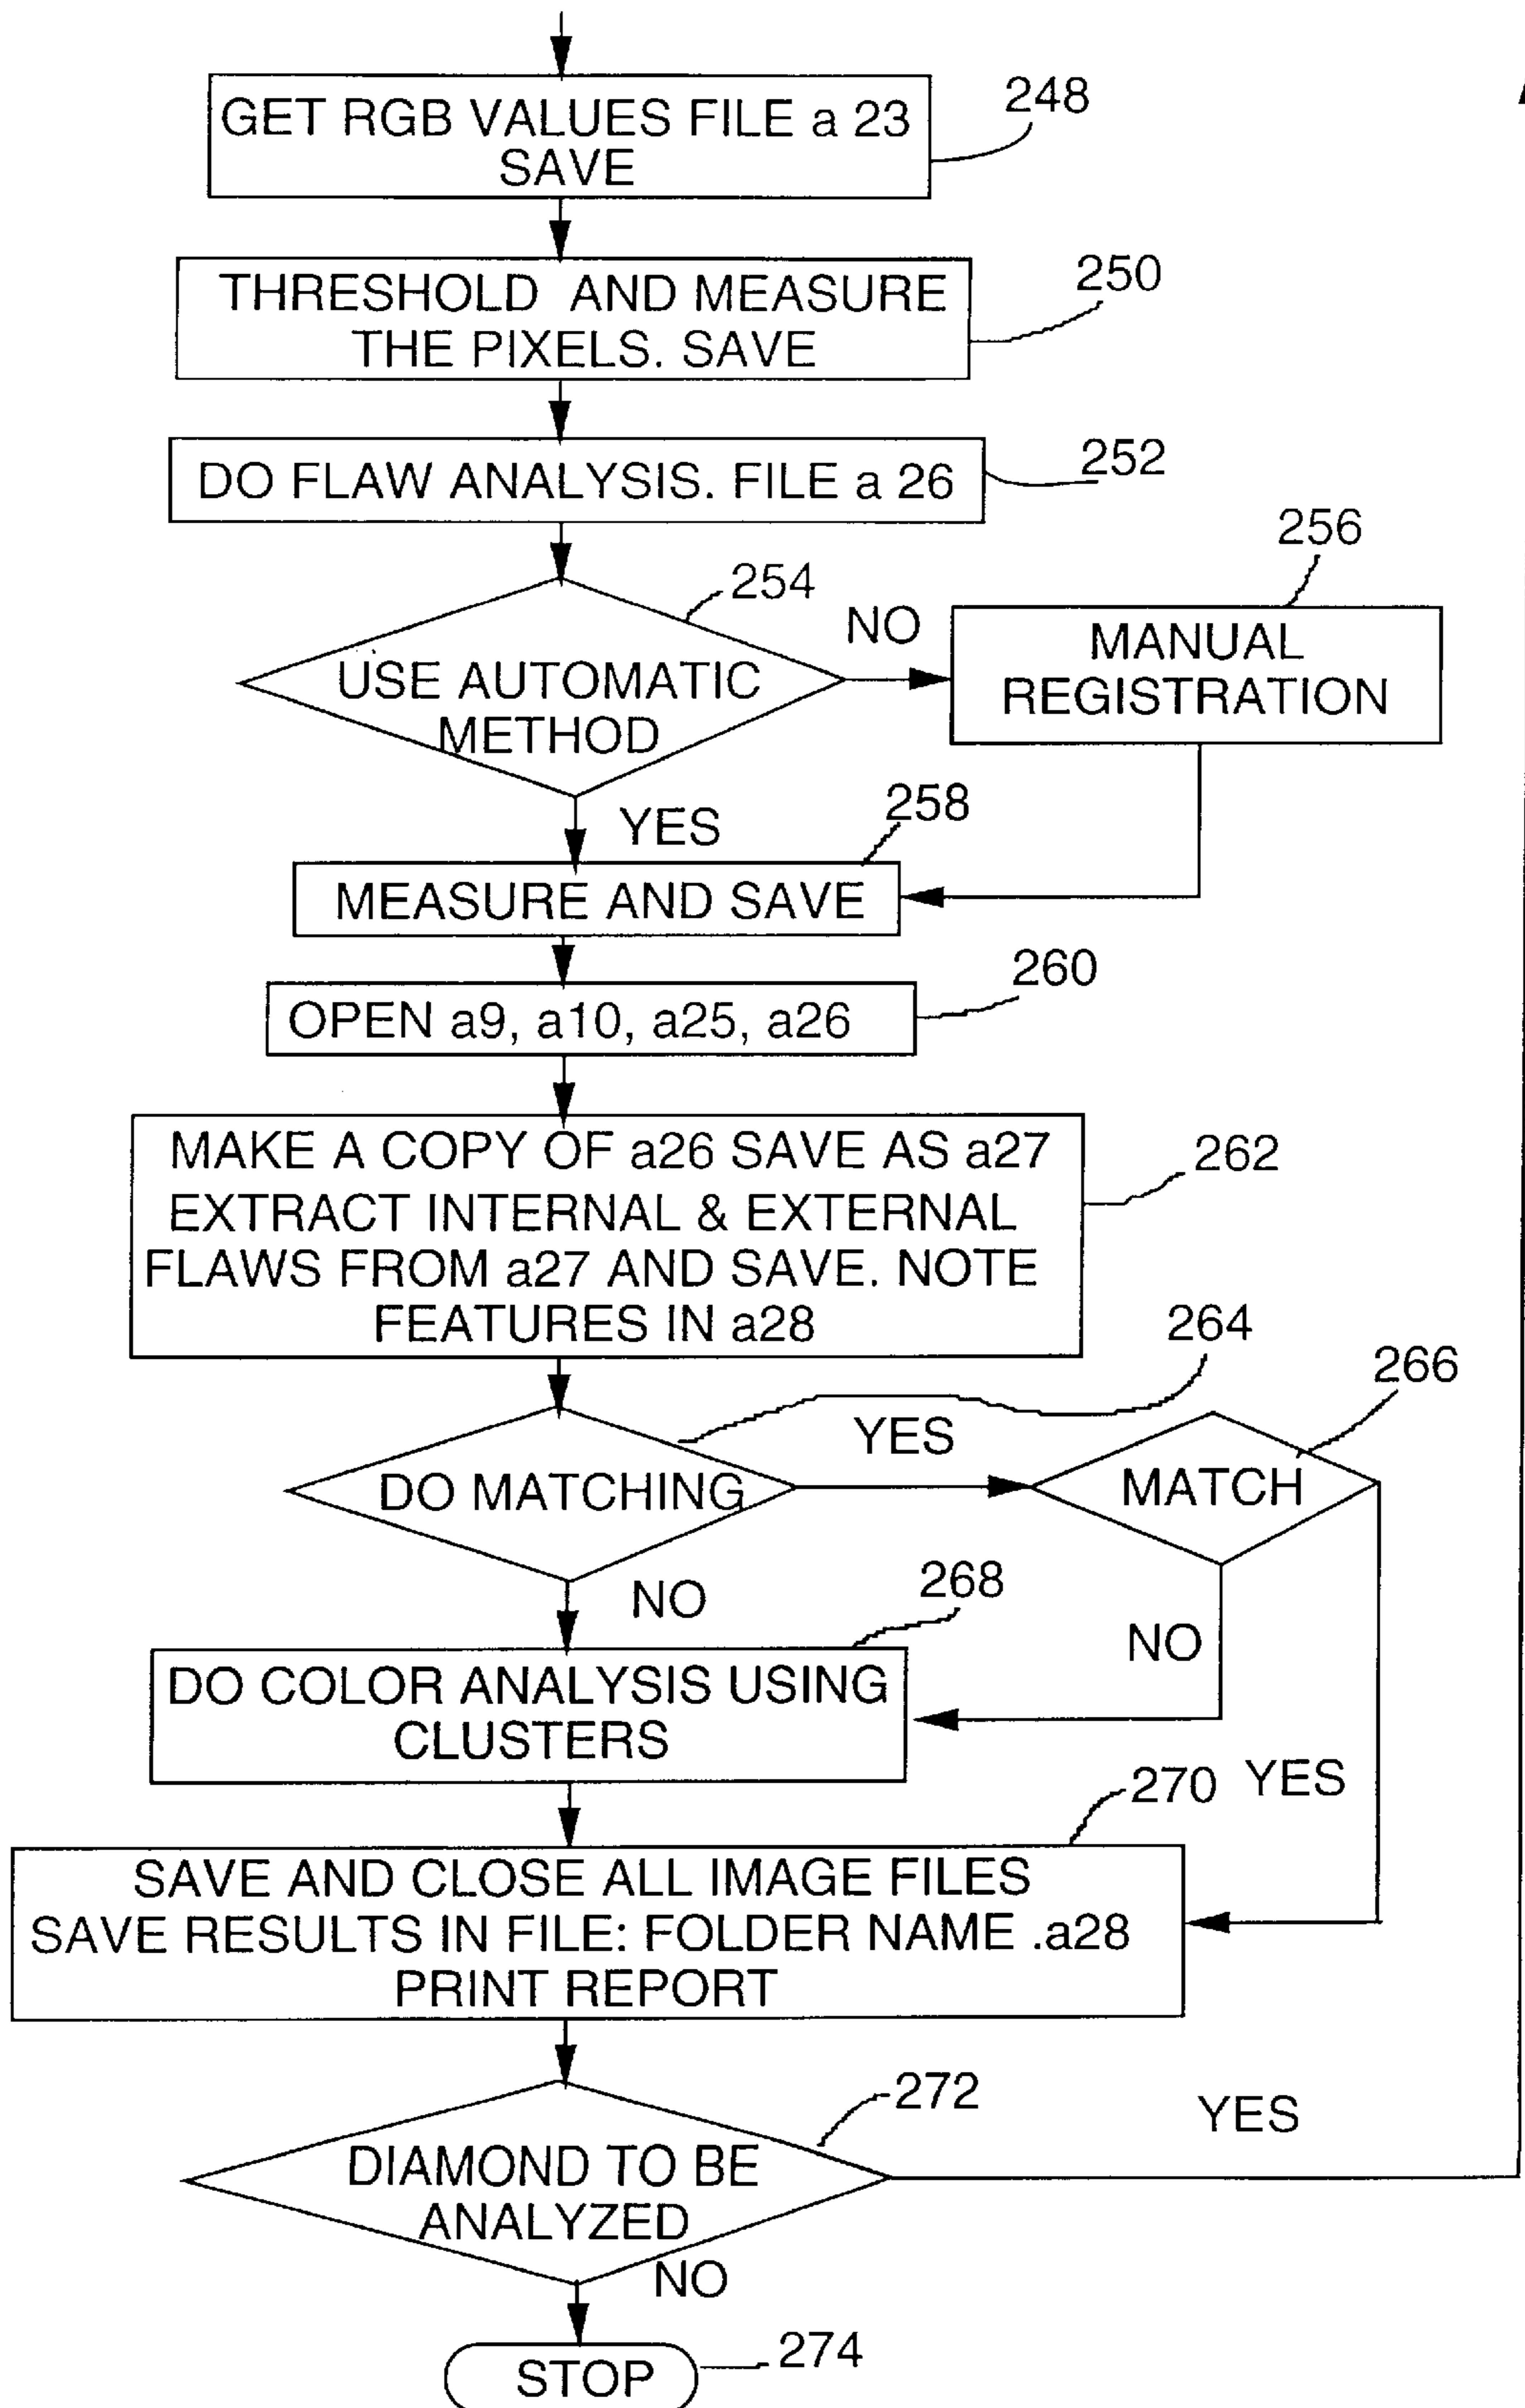 GET RGB VALUES FILE a 23
SAVE
248
THRESHOLD AND MEASURE
THE PIXELS. SAVE
250
DO FLAW ANALYSIS. FILE a 26
252
254
USE AUTOMATIC
METHOD
NO
256
MANUAL
REGISTRATION
YES
258
MEASURE AND SAVE
260
OPEN a9, a10, a25, a26
MAKE A COPY OF a26 SAVE AS a27
EXTRACT INTERNAL & EXTERNAL
FLAWS FROM a27 AND SAVE. NOTE
FEATURES IN a28
262
264
DO MATCHING
YES
266
MATCH
NO
268
NO
DO COLOR ANALYSIS USING
CLUSTERS
YES
270
SAVE AND CLOSE ALL IMAGE FILES
SAVE RESULTS IN FILE: FOLDER NAME .a28
PRINT REPORT
272
DIAMOND TO BE
ANALYZED
YES
NO
STOP
274